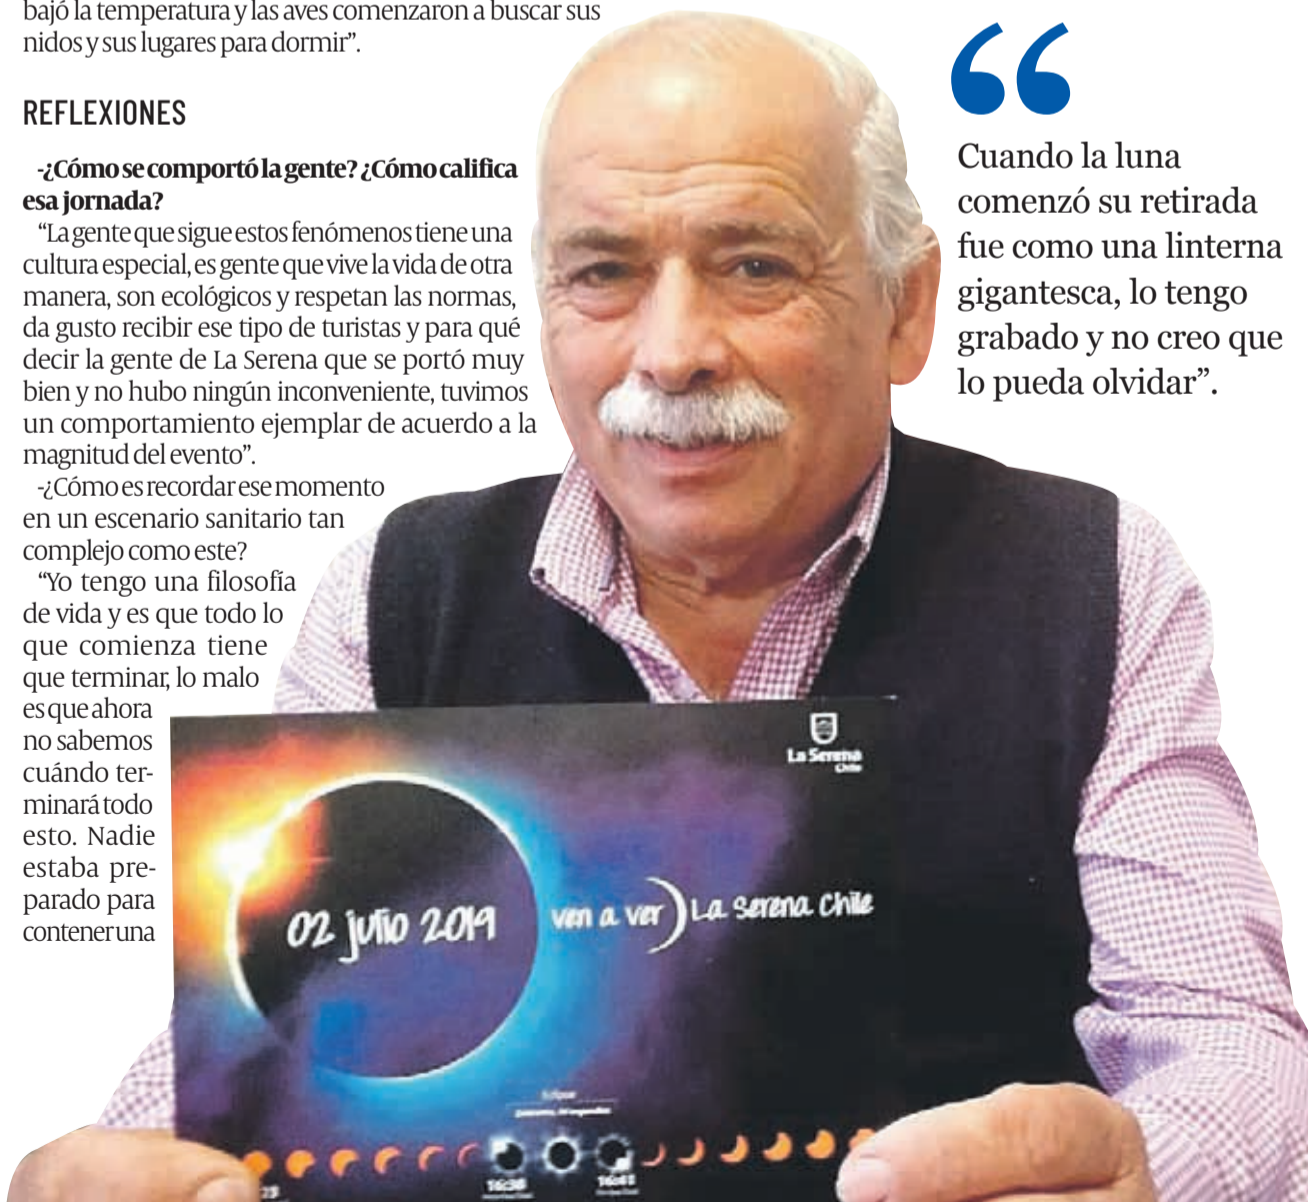 bajó la temperatura y las aves comenzaron a buscar sus
nidos y sus lugares para dormir”.
REFLEXIONES
-¿Cómo se comportó la gente? ¿Cómo califica
esa jornada?
“La gente que sigue estos fenómenos tiene una
cultura especial, es gente que vive la vida de otra
manera, son ecológicos y respetan las normas,
da gusto recibir ese tipo de turistas y para qué
decir la gente de La Serena que se portó muy
bien y no hubo ningún inconveniente, tuvimos
un comportamiento ejemplar de acuerdo a la
magnitud del evento”.
-¿Cómo es recordar ese momento
en un escenario sanitario tan
complejo como este?
“Yo tengo una filosofía
de vida y es que todo lo
que comienza tiene
que terminar, lo malo
es que ahora
no sabemos
cuándo ter-
minará todo
esto. Nadie
estaba pre-
parado para
contener una
“
Cuando la luna
comenzó su retirada
fue como una linterna
gigantesca, lo tengo
grabado y no creo que
lo pueda olvidar”.
La Serena
Chile
02 julio 2019
ven a ver) La Serena Chile
16:38